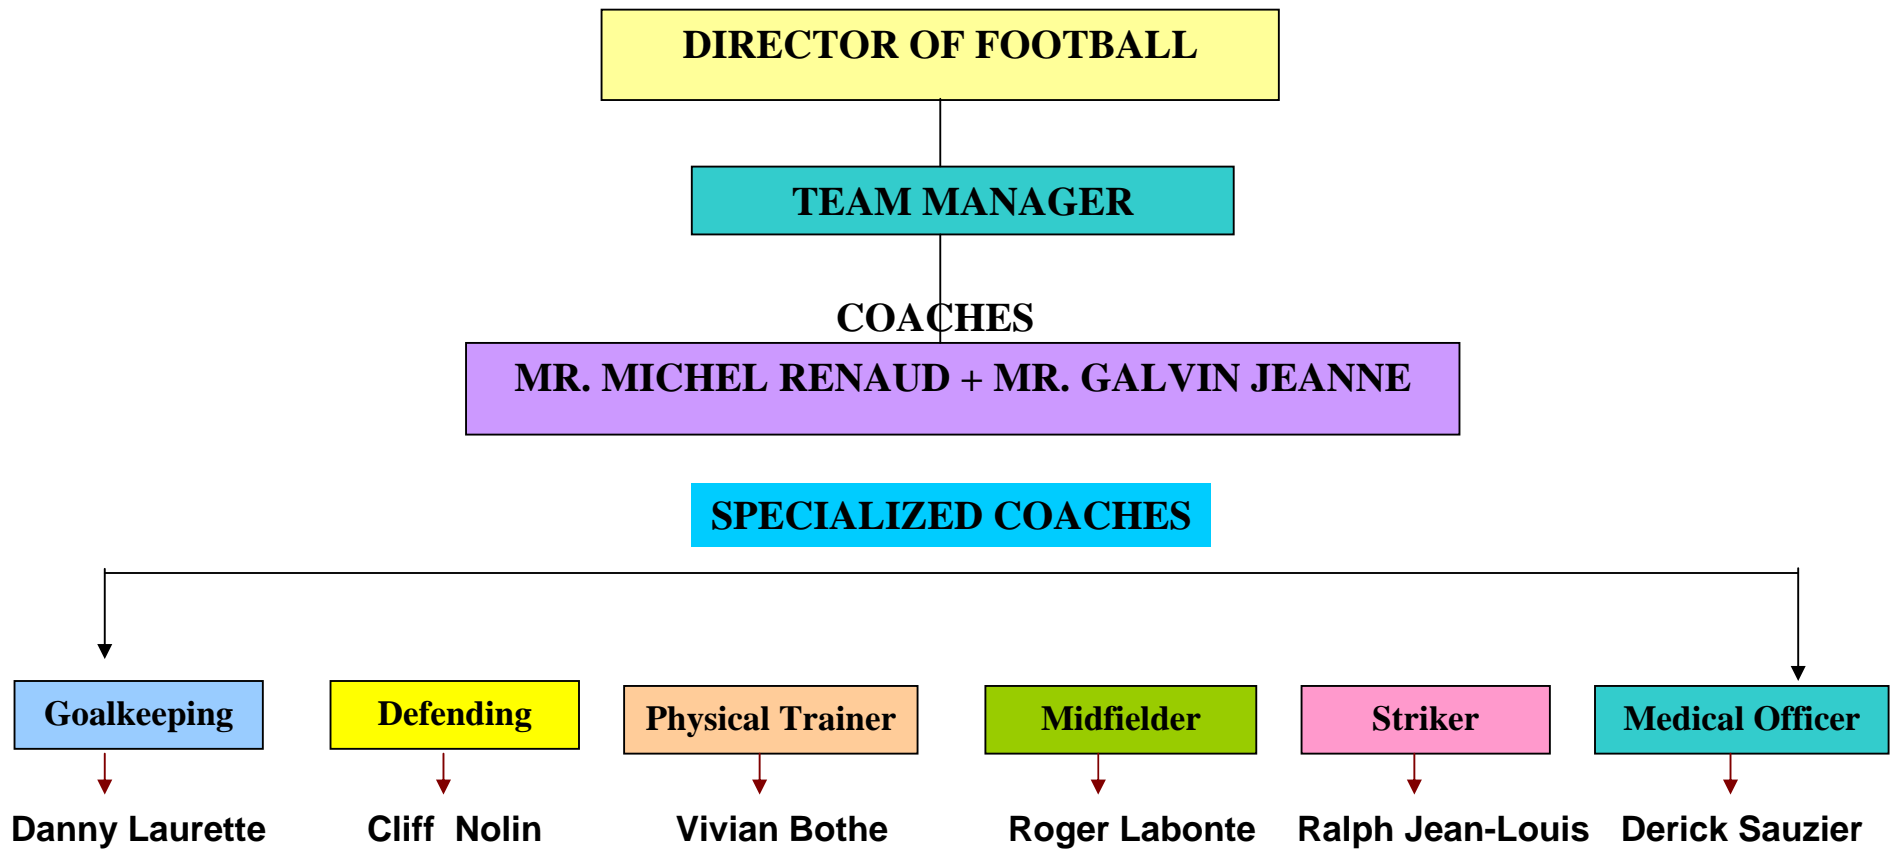 DIRECTOR OF FOOTBALL
TEAM MANAGER
COACHES
MR. MICHEL RENAUD + MR. GALVIN JEANNE
SPECIALIZED COACHES
Goalkeeping
Defending
Physical Trainer
Midfielder
Striker
Medical Officer
Danny Laurette
Cliff  Nolin
Vivian Bothe
Roger Labonte
Ralph Jean-Louis
Derick Sauzier